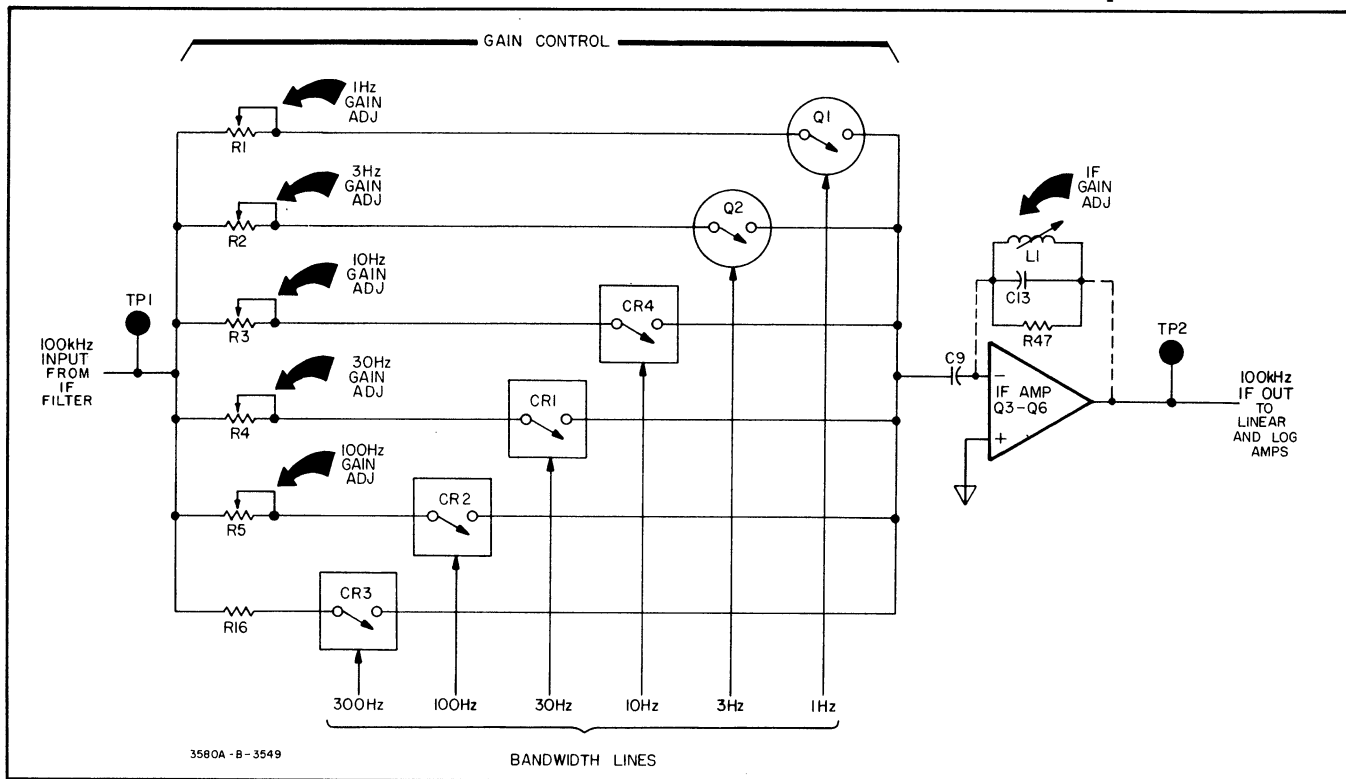 GAIN CONTROL
1Hz
GAIN
ADJ
R1
Q1
3Hz
GAIN
ADJ
R2
Q2
IF
GAIN
ADJ
L1
C13
R47
10Hz
GAIN
ADJ
R3
CR4
TP1
TP2
100kHz
INPUT
FROM
IF
FILTER
30Hz
GAIN
ADJ
R4
CR1
C9
−
IF AMP
Q3-Q6
+
100kHz
IF OUT
TO
LINEAR
AND LOG
AMPS
100Hz
GAIN
ADJ
R5
CR2
R16
CR3
300Hz 100Hz 30Hz 10Hz 3Hz 1Hz
3580A-B-3549
BANDWIDTH LINES